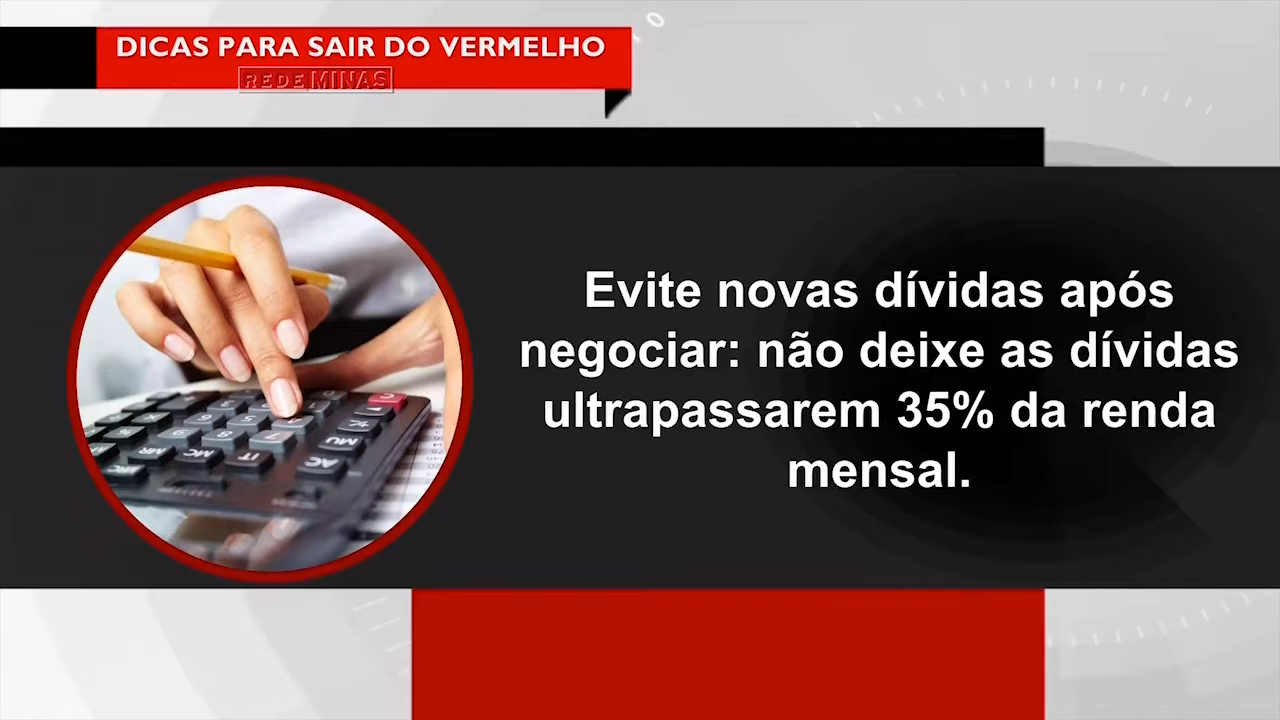 DICAS PARA SAIR DO VERMELHO
REDE MINAS
Evite novas dívidas após
negociar: não deixe as dívidas
ultrapassarem 35% da renda
mensal.